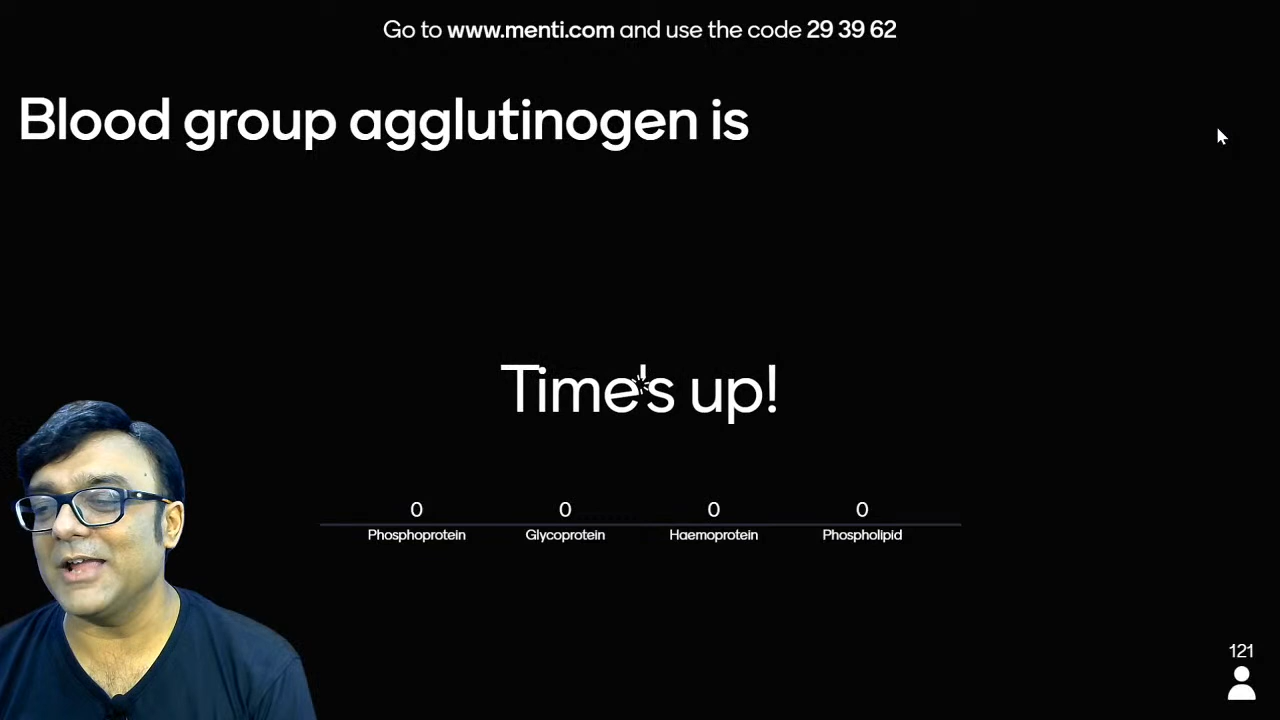 Go to www.menti.com and use the code 29 39 62
Blood group agglutinogen is
Time's up!
0 0 0 0
Phosphoprotein Glycoprotein Haemoprotein Phospholipid
121